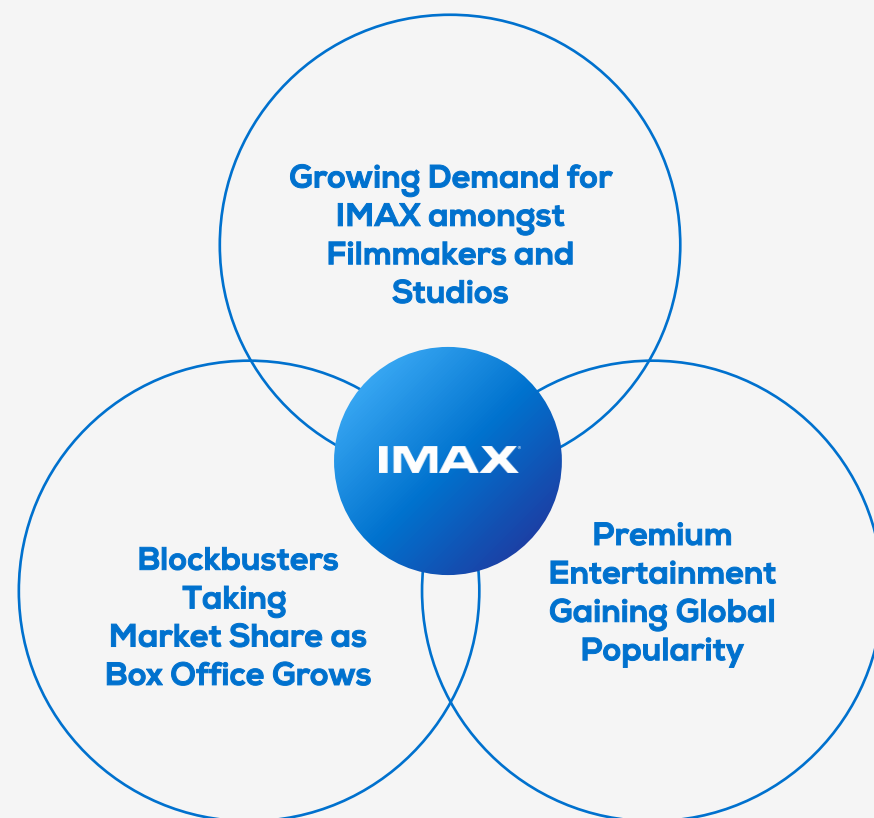 Growing Demand for
IMAX amongst
Filmmakers and
Studios
IMAX
Blockbusters
Taking
Market Share as
Box Office Grows
Premium
Entertainment
Gaining Global
Popularity